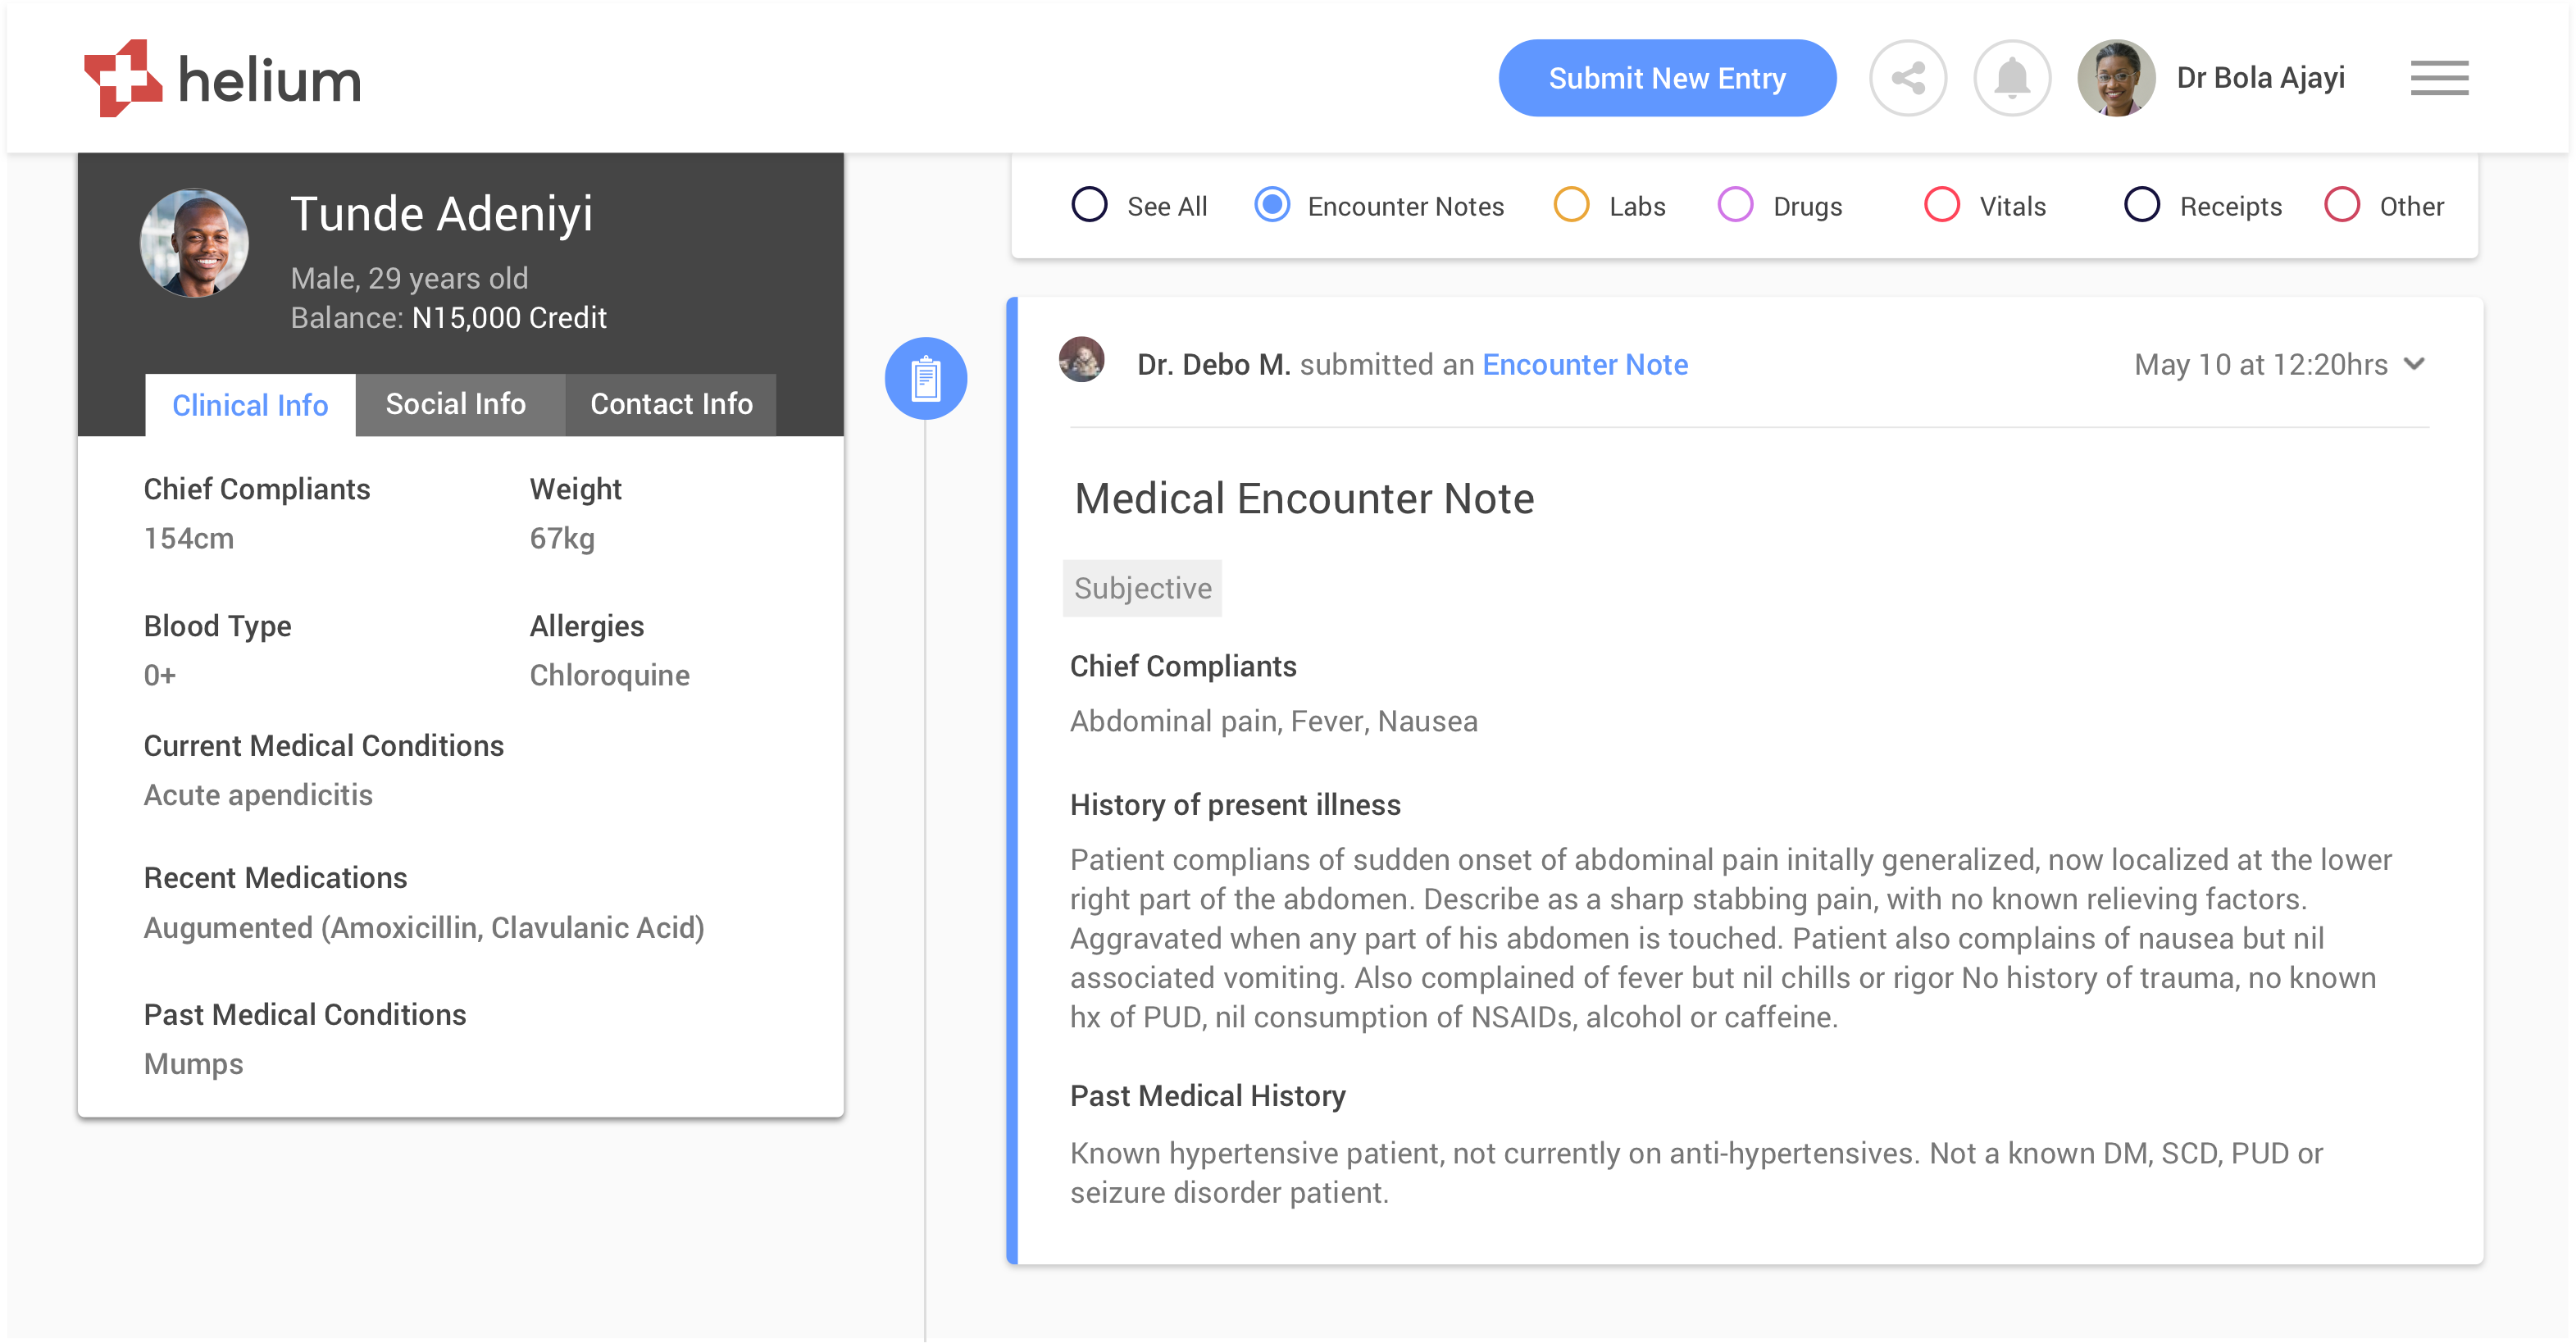 helium
Submit New Entry
Dr Bola Ajayi
Tunde Adeniyi
Male, 29 years old
Balance: N15,000 Credit
Clinical Info
Social Info
Contact Info
Chief Compliants
154cm
Weight
67kg
Blood Type
0+
Allergies
Chloroquine
Current Medical Conditions
Acute apendicitis
Recent Medications
Augumented (Amoxicillin, Clavulanic Acid)
Past Medical Conditions
Mumps
See All
Encounter Notes
Labs
Drugs
Vitals
Receipts
Other
Dr. Debo M. submitted an Encounter Note
May 10 at 12:20hrs
Medical Encounter Note
Subjective
Chief Compliants
Abdominal pain, Fever, Nausea
History of present illness
Patient complians of sudden onset of abdominal pain initally generalized, now localized at the lower
right part of the abdomen. Describe as a sharp stabbing pain, with no known relieving factors.
Aggravated when any part of his abdomen is touched. Patient also complains of nausea but nil
associated vomiting. Also complained of fever but nil chills or rigor No history of trauma, no known
hx of PUD, nil consumption of NSAIDs, alcohol or caffeine.
Past Medical History
Known hypertensive patient, not currently on anti-hypertensives. Not a known DM, SCD, PUD or
seizure disorder patient.